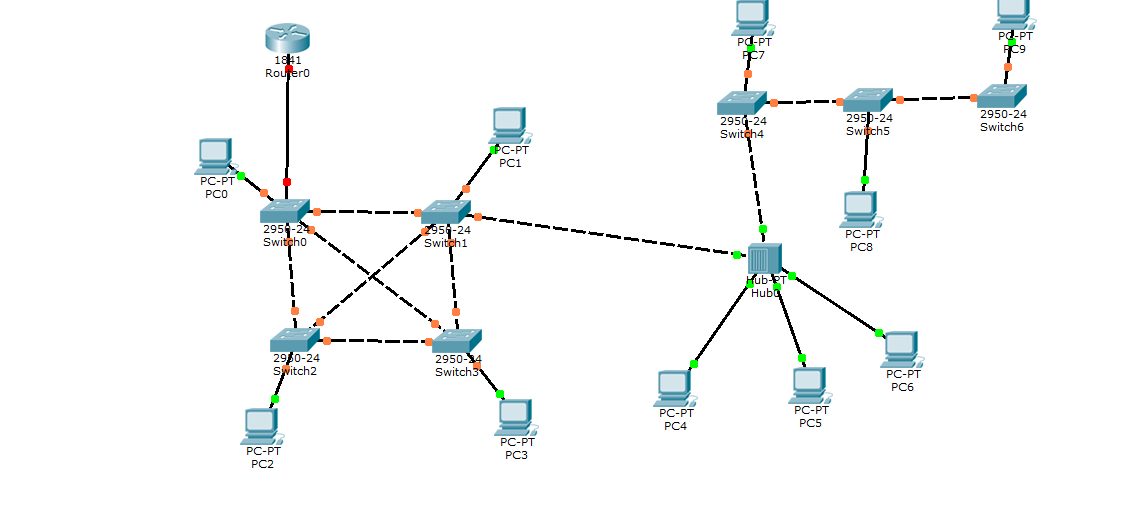 PC-PT
PC7
PC-PT
PC9
1841
Router0
2950-24
Switch4
2950-24
Switch5
2950-24
Switch6
PC-PT
PC1
PC-PT
PC0
2950-24
Switch0
2950-24
Switch1
PC-PT
PC8
Hub-PT
Hub0
2950-24
Switch2
2950-24
Switch3
PC-PT
PC6
PC-PT
PC4
PC-PT
PC5
PC-PT
PC2
PC-PT
PC3